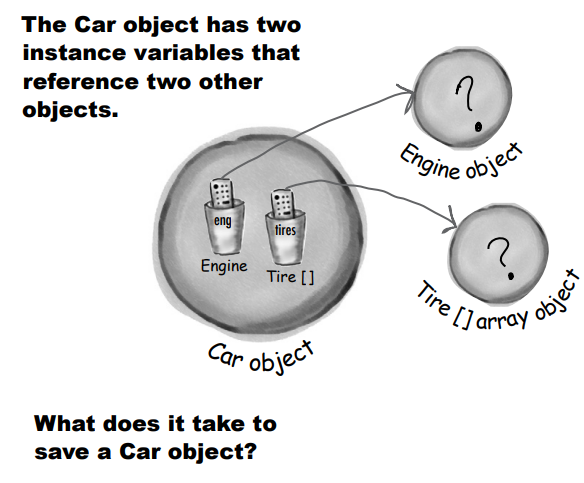 The Car object has two
instance variables that
reference two other
objects.
?
Engine object
eng
tires
Engine
Tire []
?
Tire [] array object
Car object
What does it take to
save a Car object?